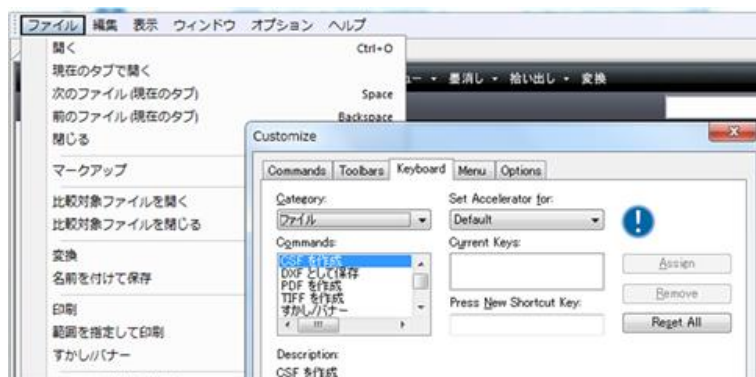 ファイル 編集 表示 ウィンドウ オプション ヘルプ
開く Ctrl+O
現在のタブで開く
次のファイル(現在のタブ) Space
前のファイル(現在のタブ) Backspace
閉じる
マークアップ
比較対象ファイルを開く
比較対象ファイルを閉じる
変換
名前を付けて保存
印刷
範囲を指定して印刷
すかし/バナー
ー 墨消し 拾い出し 変換
Customize
Commands Toolbars Keyboard Menu Options
Category:
ファイル
Commands:
CSF を作成
DXF として保存
PDF を作成
TIFF を作成
すかし/バナー
Description:
CSF を作成
Set Accelerator for:
Default
Current Keys:
Press New Shortcut Key:
Assign
Remove
Reset All